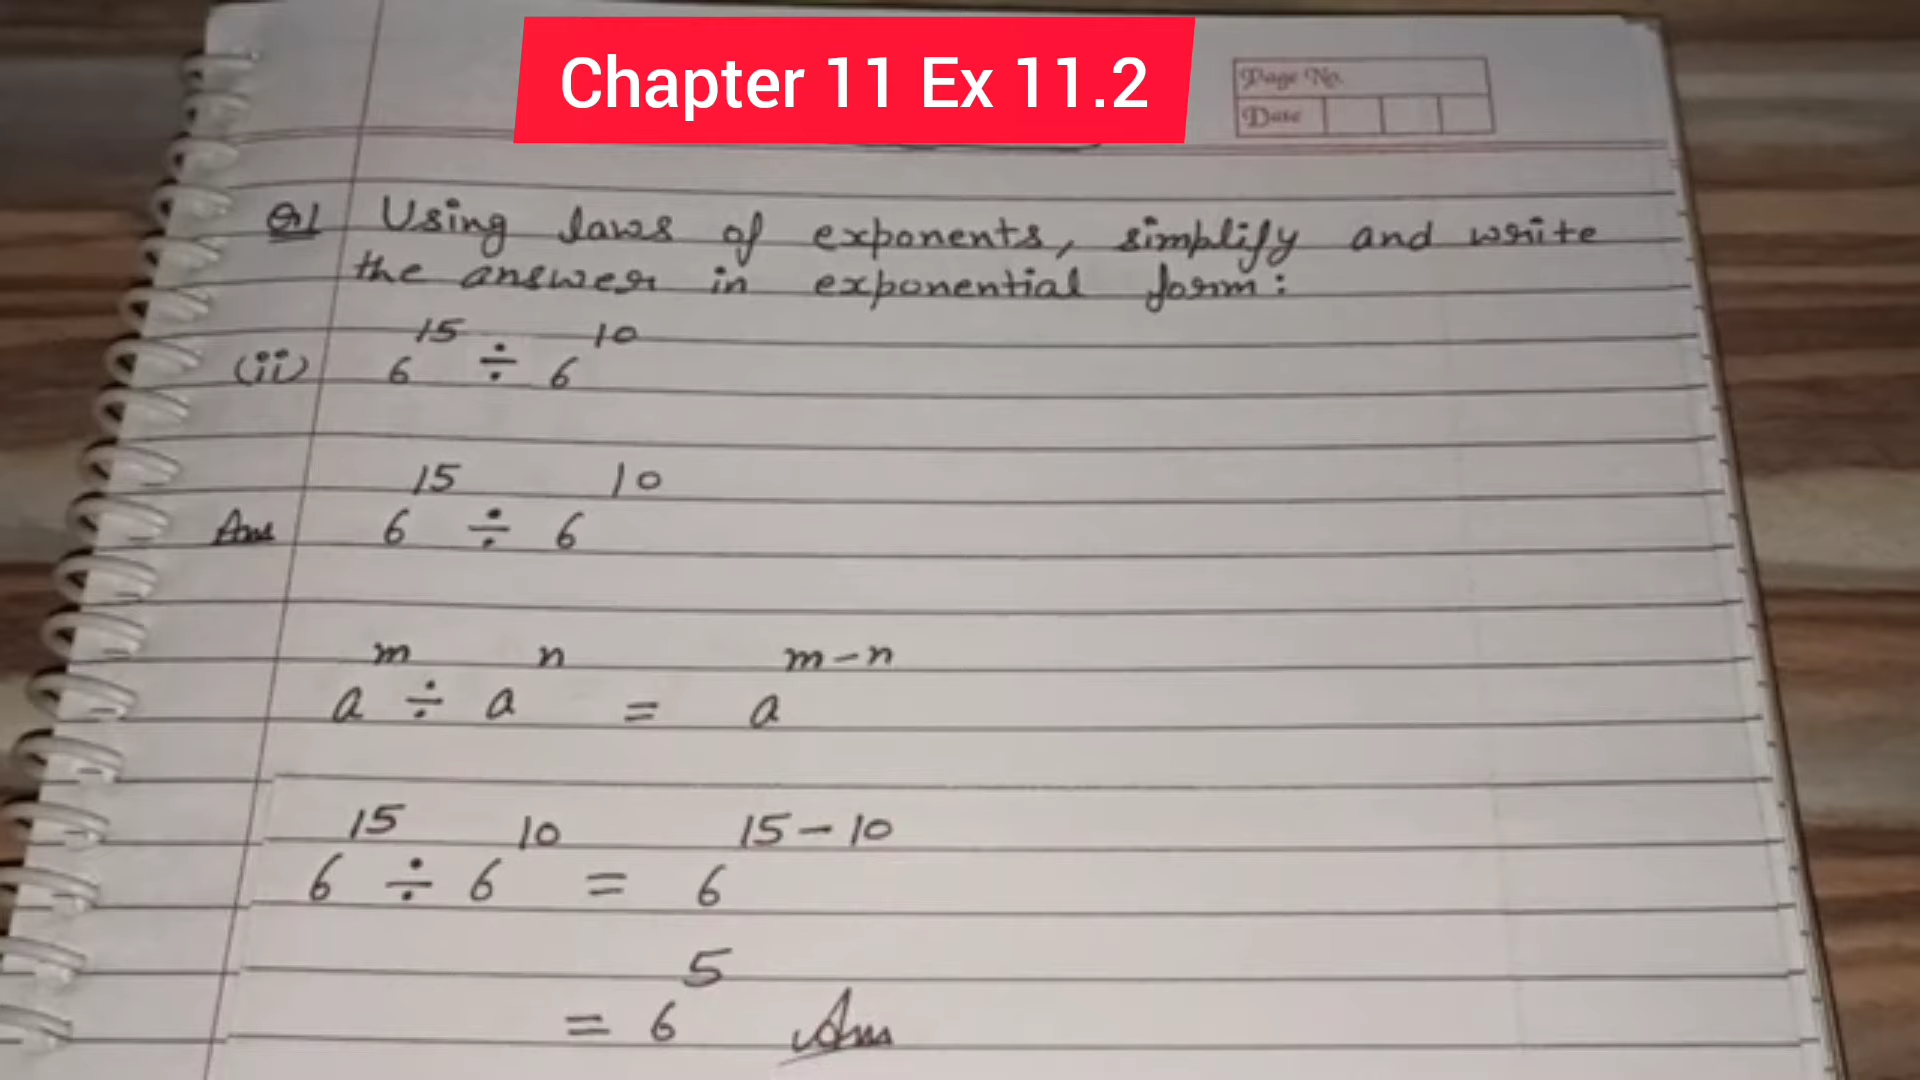 Chapter 11 Ex 11.2
Page No.
Date
Q1 Using laws of exponents, simplify and write
the answer in exponential form:
(ii) 6^15 ÷ 6^10
Ans 6^15 ÷ 6^10
a^m ÷ a^n = a^m-n
6^15 ÷ 6^10 = 6^15-10
= 6^5 Ans